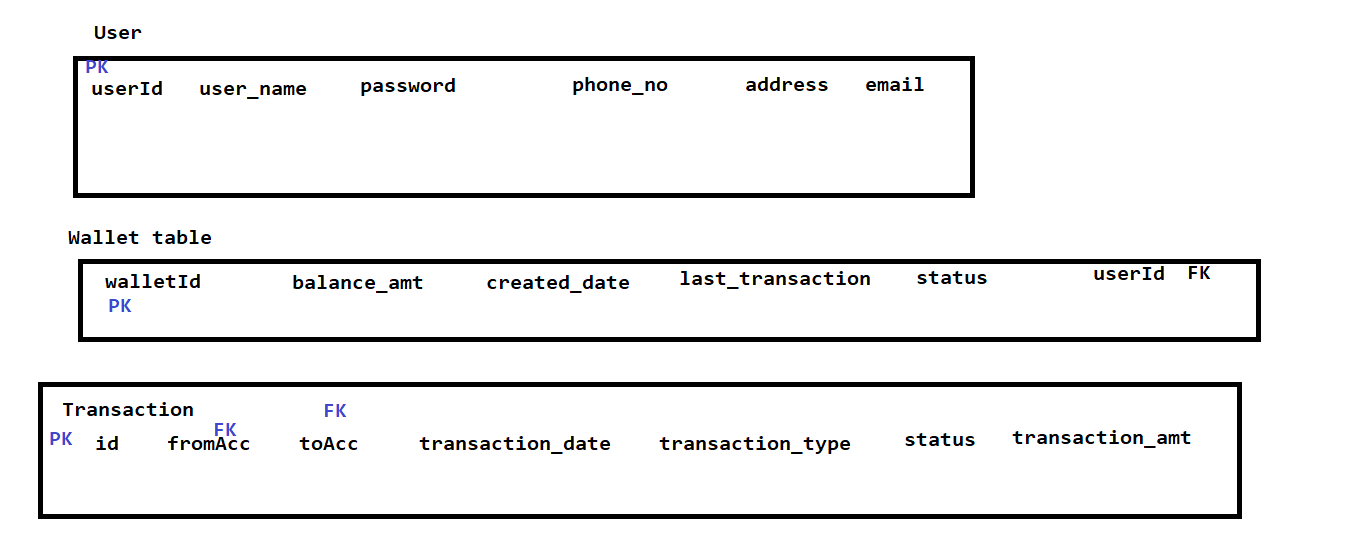 User
PK
userId user_name password phone_no address email
Wallet table
walletId balance_amt created_date last_transaction status userId FK
PK
Transaction FK
FK
PK id fromAcc toAcc transaction_date transaction_type status transaction_amt